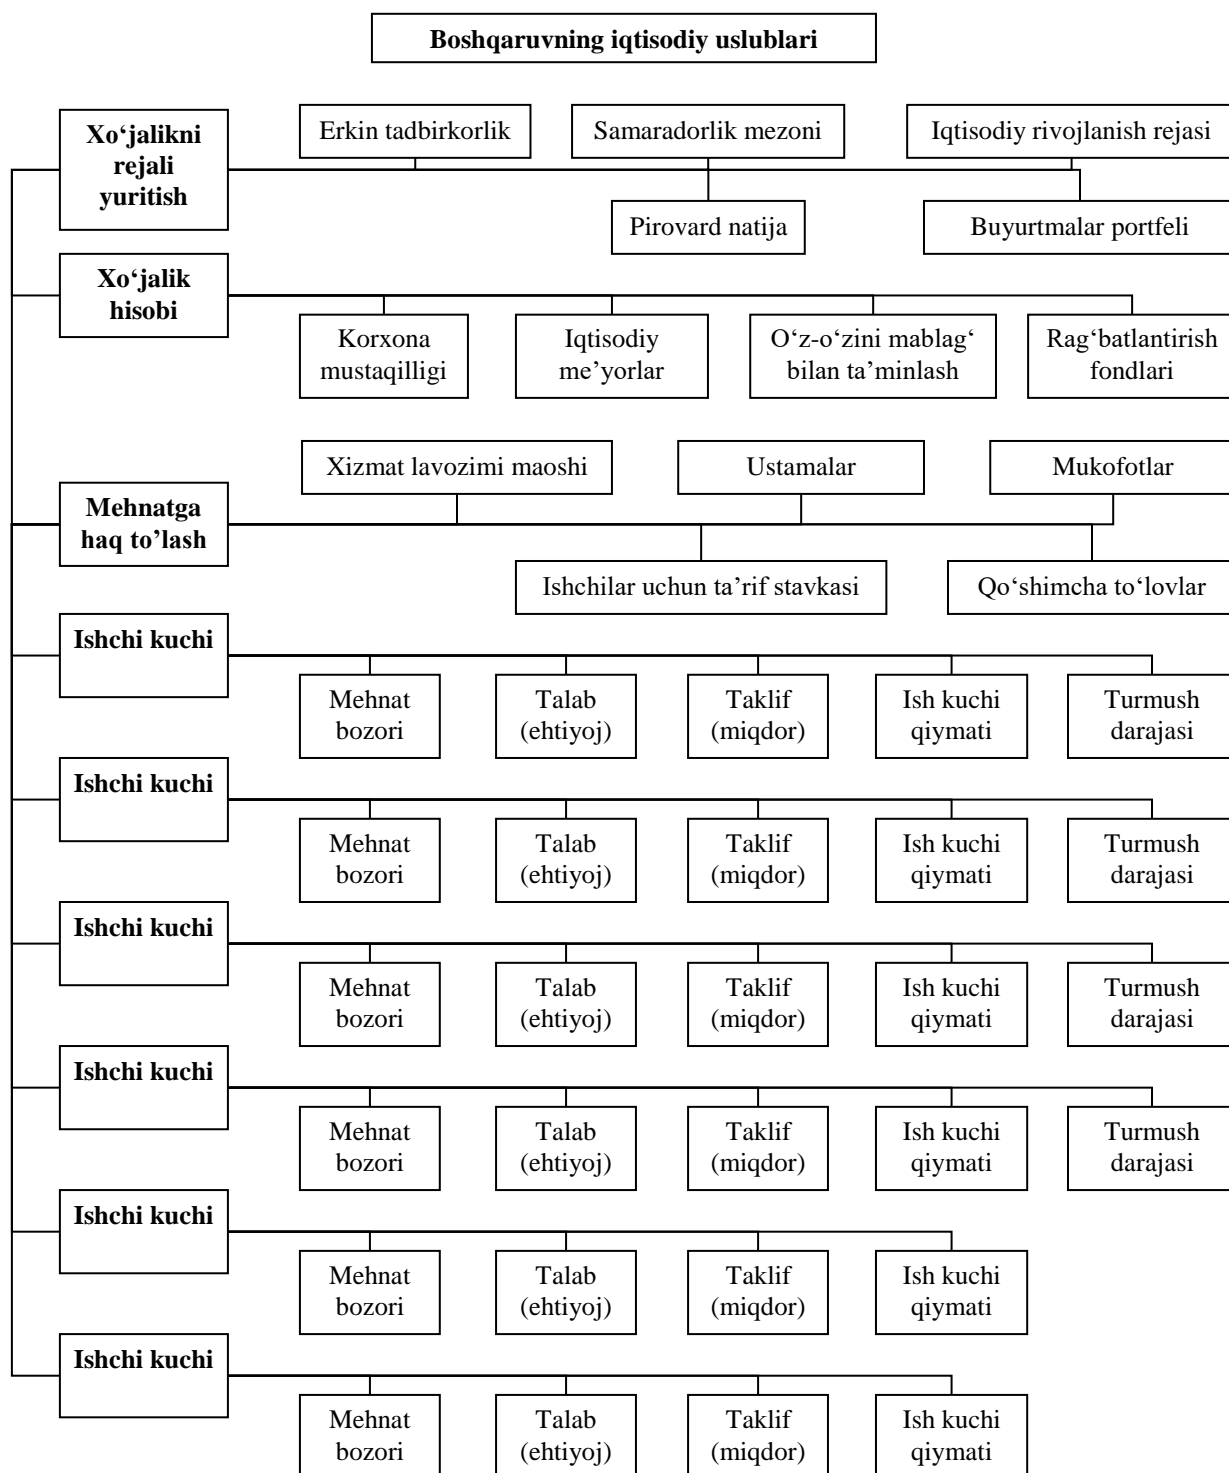 Boshqaruvning iqtisodiy uslublari
Xo‘jalikni
rejali
yuritish
Erkin tadbirkorlik
Samaradorlik mezoni
Iqtisodiy rivojlanish rejasi
Pirovard natija
Buyurtmalar portfeli
Xo‘jalik
hisobi
Korxona
mustaqilligi
Iqtisodiy
me’yorlar
O‘z-o‘zini mablag‘
bilan ta’minlash
Rag‘batlantirish
fondlari
Xizmat lavozimi maoshi
Ustamalar
Mukofotlar
Mehnatga
haq to’lash
Ishchilar uchun ta’rif stavkasi
Qo‘shimcha to‘lovlar
Ishchi kuchi
Mehnat
bozori
Talab
(ehtiyoj)
Taklif
(miqdor)
Ish kuchi
qiymati
Turmush
darajasi
Ishchi kuchi
Mehnat
bozori
Talab
(ehtiyoj)
Taklif
(miqdor)
Ish kuchi
qiymati
Turmush
darajasi
Ishchi kuchi
Mehnat
bozori
Talab
(ehtiyoj)
Taklif
(miqdor)
Ish kuchi
qiymati
Turmush
darajasi
Ishchi kuchi
Mehnat
bozori
Talab
(ehtiyoj)
Taklif
(miqdor)
Ish kuchi
qiymati
Turmush
darajasi
Ishchi kuchi
Mehnat
bozori
Talab
(ehtiyoj)
Taklif
(miqdor)
Ish kuchi
qiymati
Ishchi kuchi
Mehnat
bozori
Talab
(ehtiyoj)
Taklif
(miqdor)
Ish kuchi
qiymati